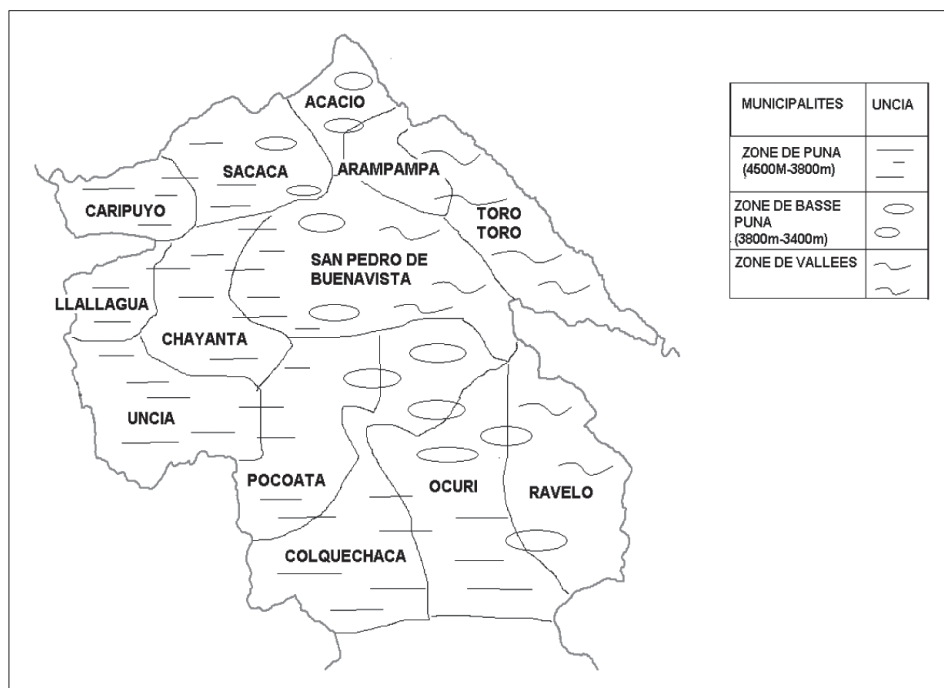 ACACIO
SACACA
ARAMPAMPA
CARIPUYO
TORO
TORO
SAN PEDRO DE
BUENAVISTA
LLALLAGUA
CHAYANTA
UNCIA
POCOATA
OCURI
RAVELO
COLQUECHACA
MUNICIPALITES UNCIA
ZONE DE PUNA
(4500M-3800m)
ZONE DE BASSE
PUNA
(3800m-3400m)
ZONE DE VALLEES